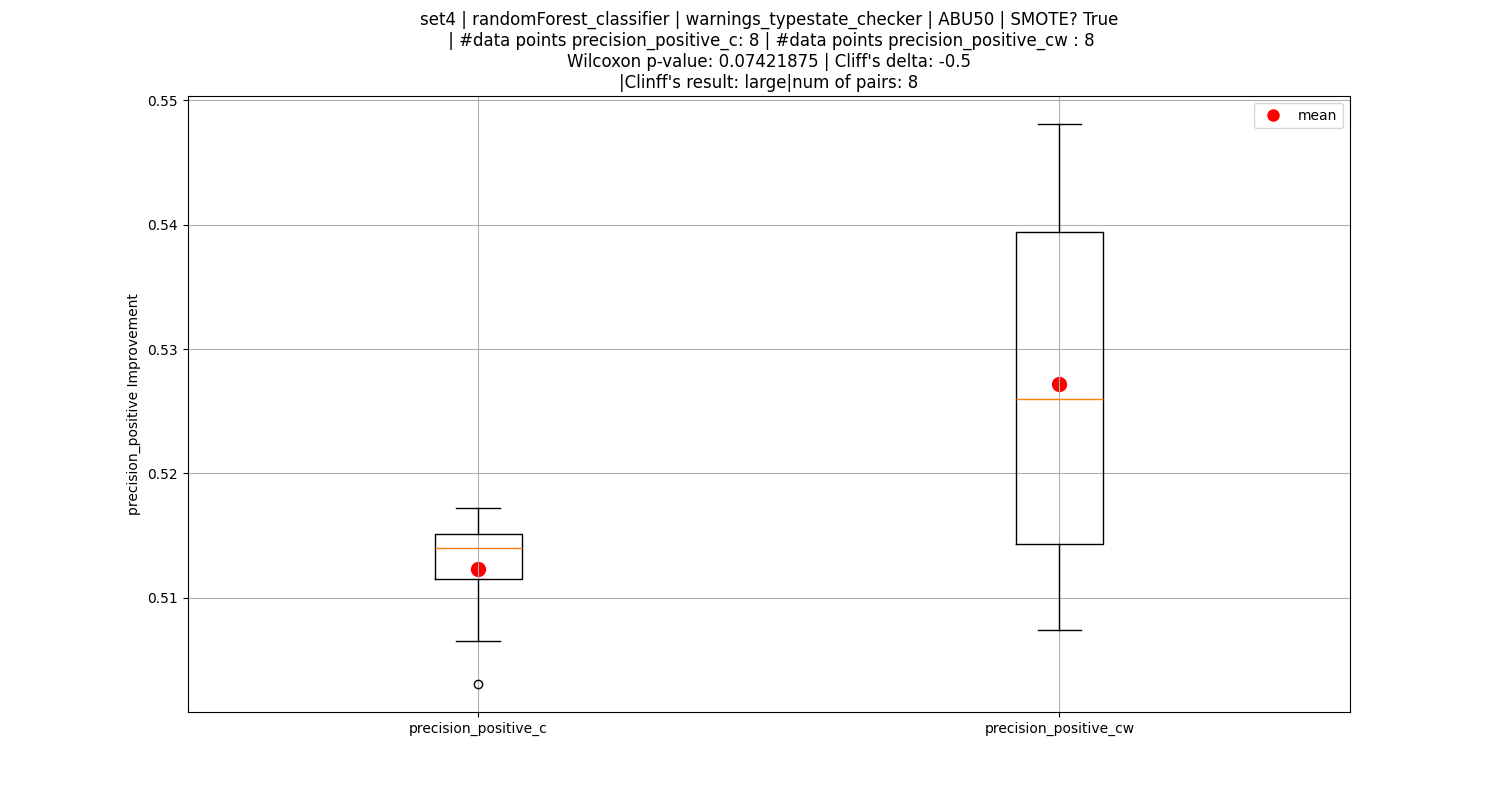 set4 | randomForest_classifier | warnings_typestate_checker | ABU50 | SMOTE? True
| #data points precision_positive_c: 8 | #data points precision_positive_cw : 8
Wilcoxon p-value: 0.07421875 | Cliff's delta: -0.5
|Clinff's result: large|num of pairs: 8
mean
0.55
0.54
0.53
0.52
0.51
precision_positive Improvement
precision_positive_c
precision_positive_cw